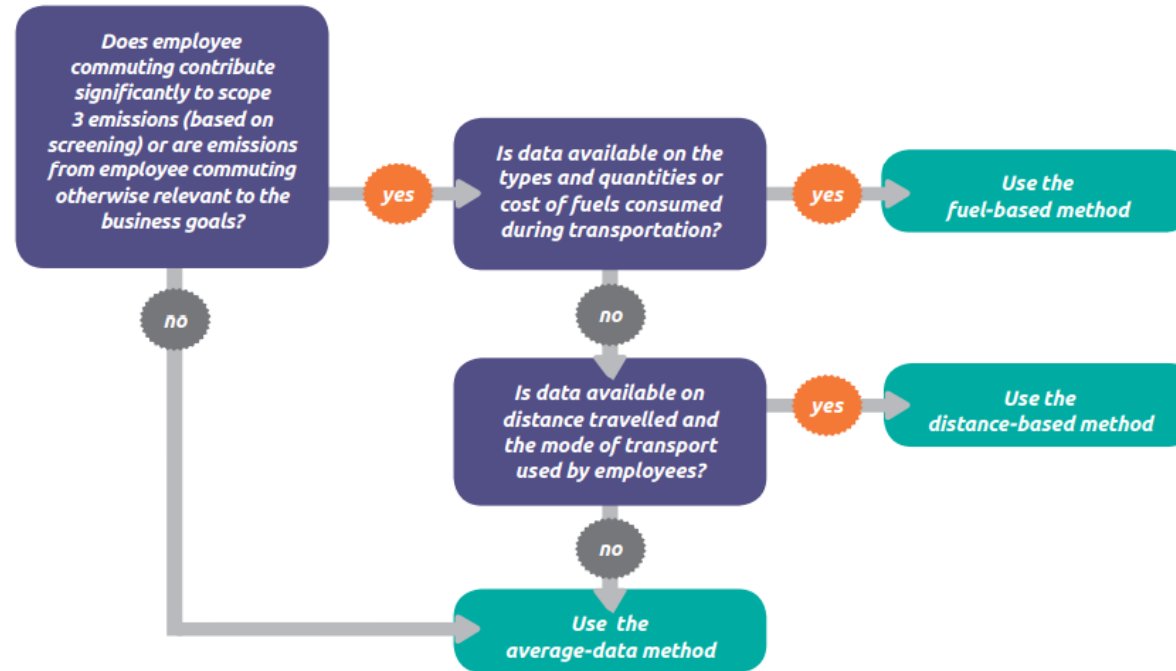 Does employee
commuting contribute
significantly to scope
3 emissions (based on
screening) or are emissions
from employee commuting
otherwise relevant to the
business goals?
yes
Is data available on the
types and quantities or
cost of fuels consumed
during transportation?
yes
Use the
fuel-based method
no
no
Is data available on
distance travelled and
the mode of transport
used by employees?
yes
Use the
distance-based method
no
Use the
average-data method